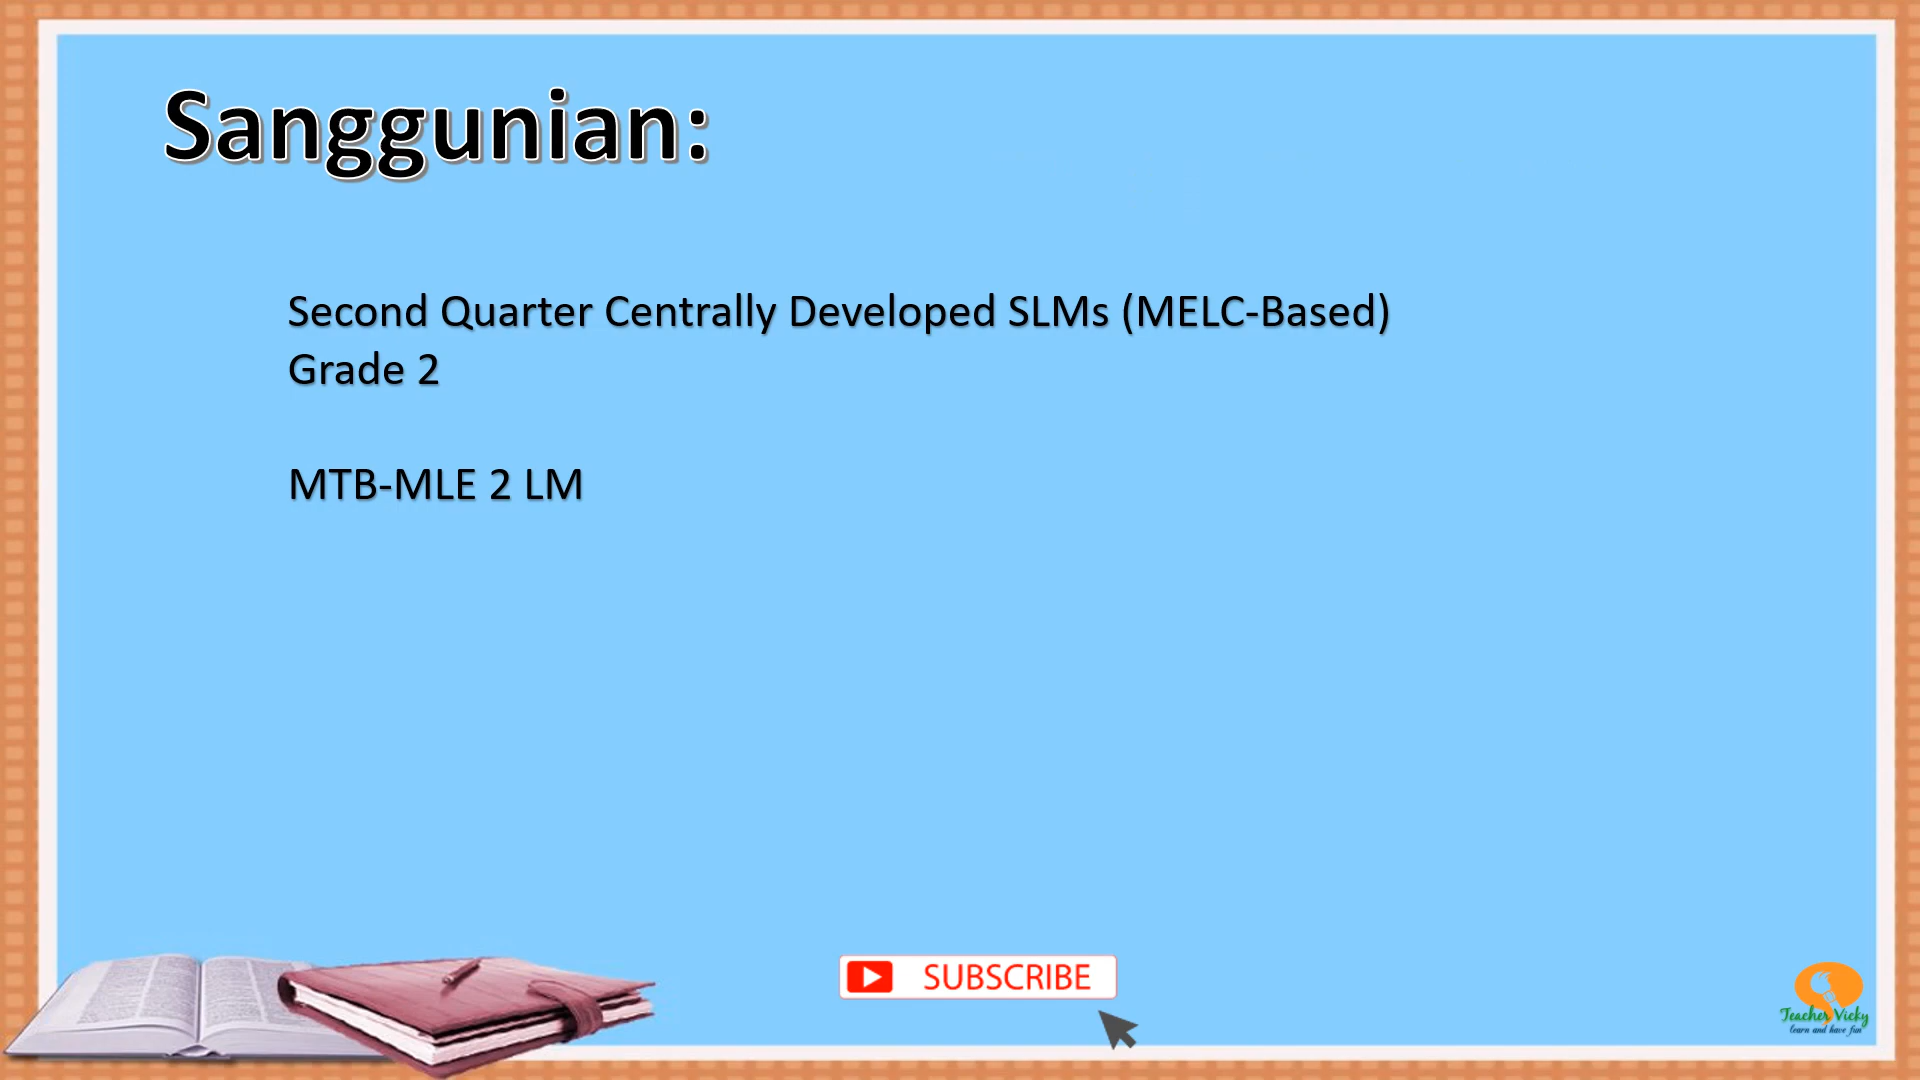 Sanggunian:
Second Quarter Centrally Developed SLMs (MELC-Based)
Grade 2
MTB-MLE 2 LM
SUBSCRIBE
Teacher Vicky
learn and have fun